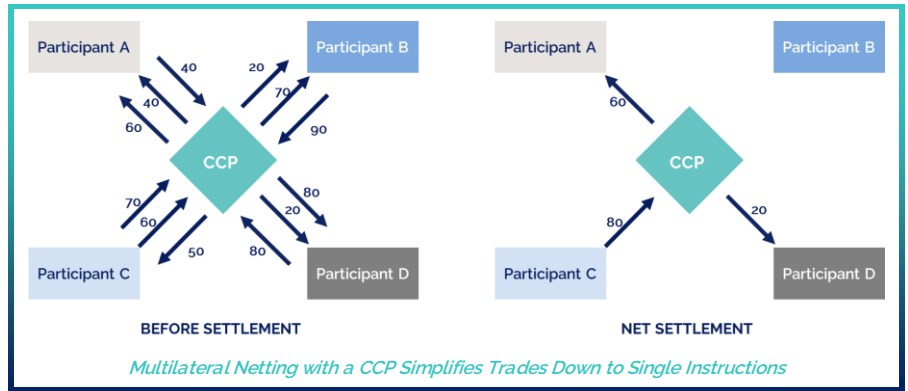 Participant A
Participant B
40
20
40
70
60
90
CCP
70
80
60
20
50
80
Participant C
Participant D
BEFORE SETTLEMENT
Participant A
Participant B
60
CCP
80
20
Participant C
Participant D
NET SETTLEMENT
Multilateral Netting with a CCP Simplifies Trades Down to Single Instructions